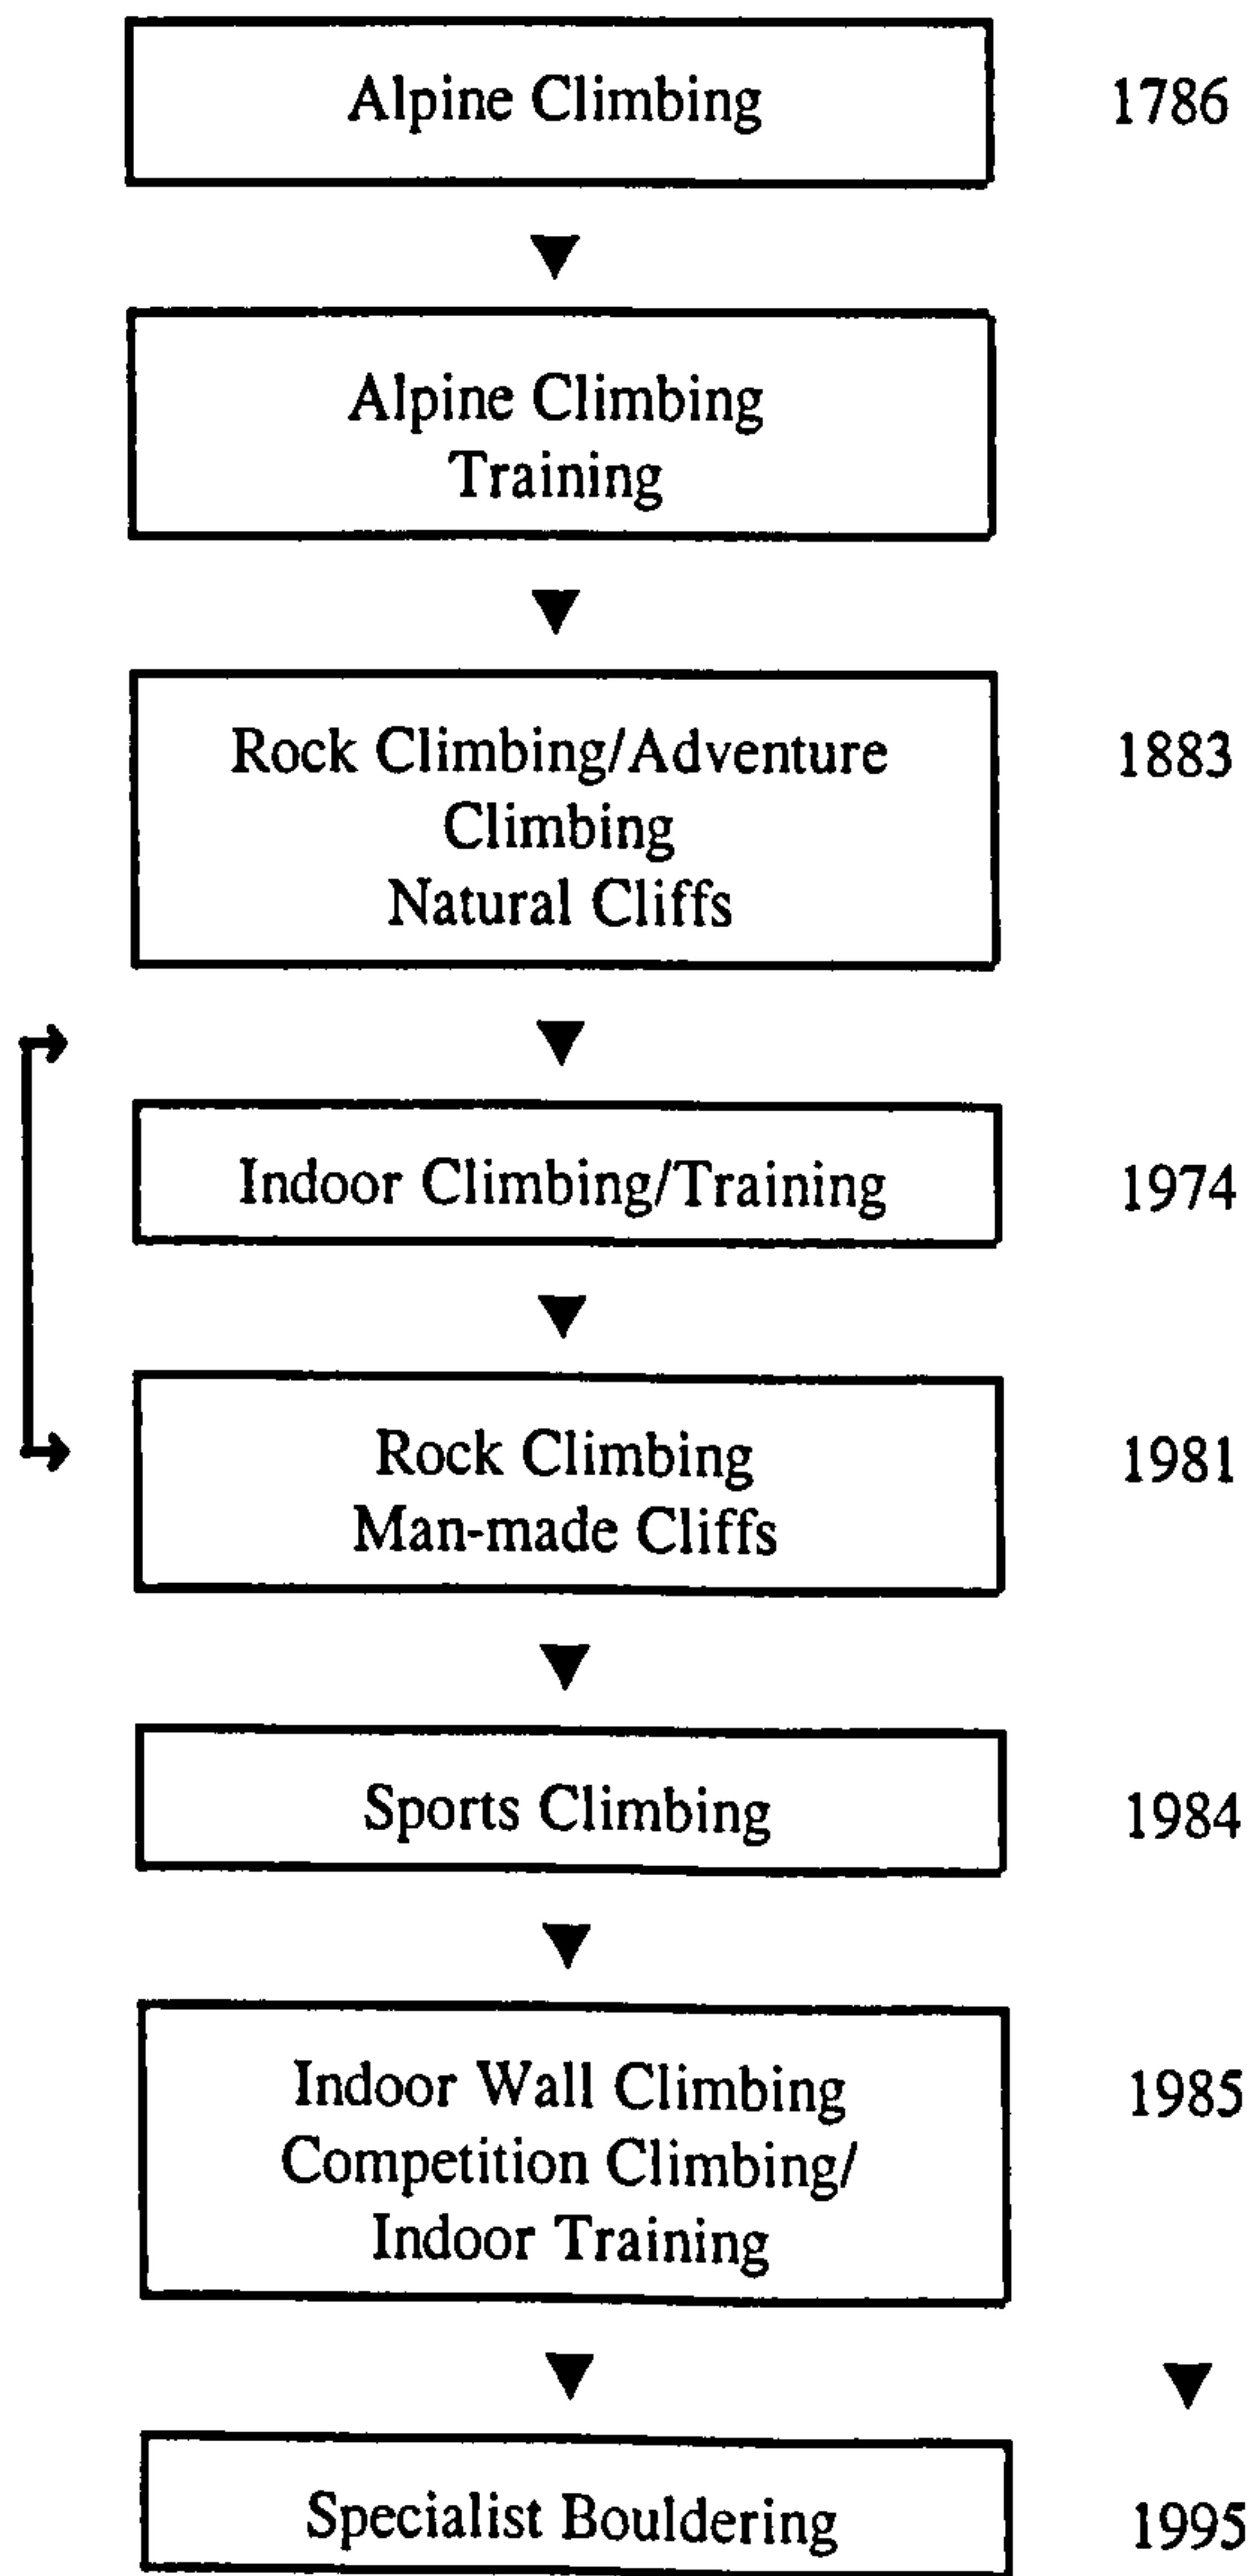 Alpine Climbing 1786
Alpine Climbing
Training
Rock Climbing/Adventure 1883
Climbing
Natural Cliffs
Indoor Climbing/Training 1974
Rock Climbing 1981
Man-made Cliffs
Sports Climbing 1984
Indoor Wall Climbing 1985
Competition Climbing/
Indoor Training
Specialist Bouldering 1995